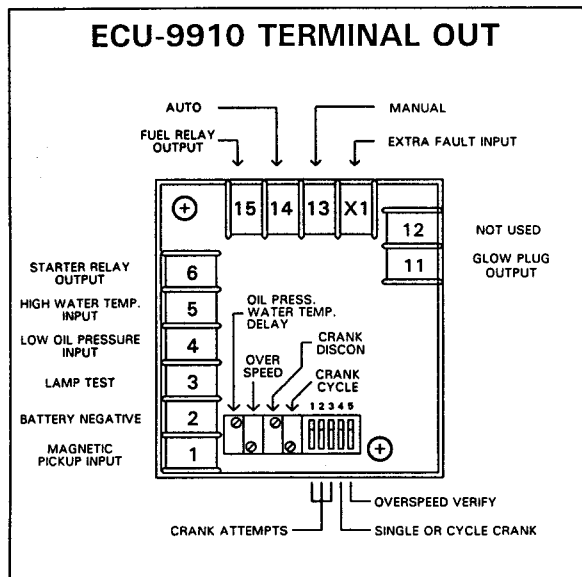 ECU-9910 TERMINAL OUT
AUTO
MANUAL
FUEL RELAY
OUTPUT
EXTRA FAULT INPUT
15 14 13 X1
12
NOT USED
11
GLOW PLUG
OUTPUT
STARTER RELAY
OUTPUT
6
HIGH WATER TEMP.
INPUT
5
LOW OIL PRESSURE
INPUT
4
LAMP TEST
3
BATTERY NEGATIVE
2
MAGNETIC
PICKUP INPUT
1
OIL PRESS.
WATER TEMP.
DELAY
OVER
SPEED
CRANK
DISCON
CRANK
CYCLE
1 2 3 4 5
OVERSPEED VERIFY
CRANK ATTEMPTS
SINGLE OR CYCLE CRANK